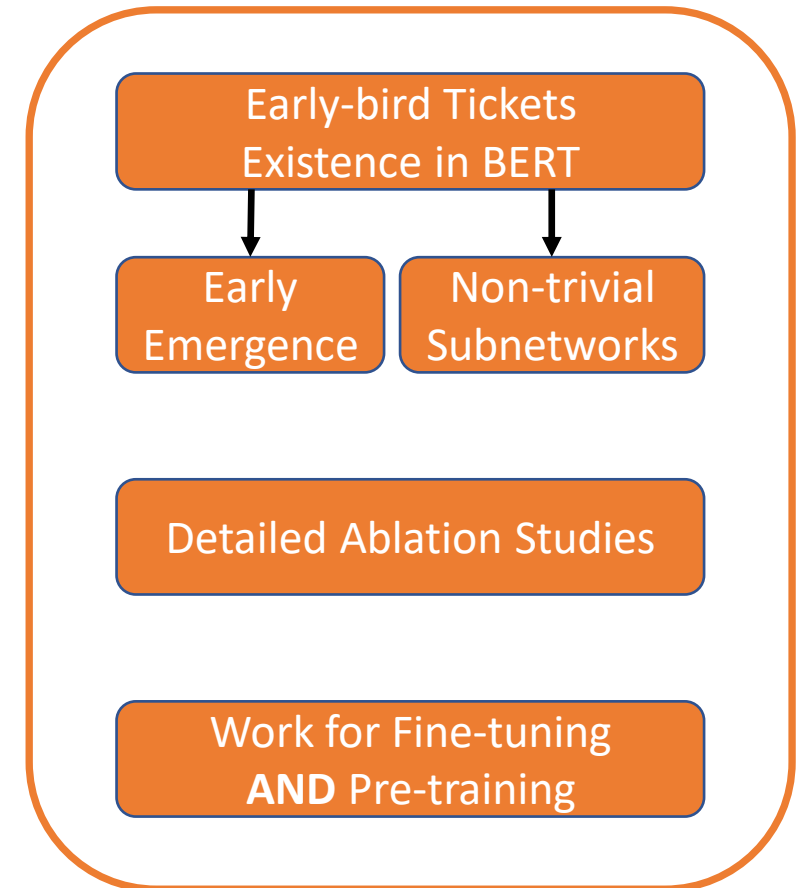 Early-bird Tickets
Existence in BERT
Early
Emergence
Non-trivial
Subnetworks
Detailed Ablation Studies
Work for Fine-tuning
AND Pre-training